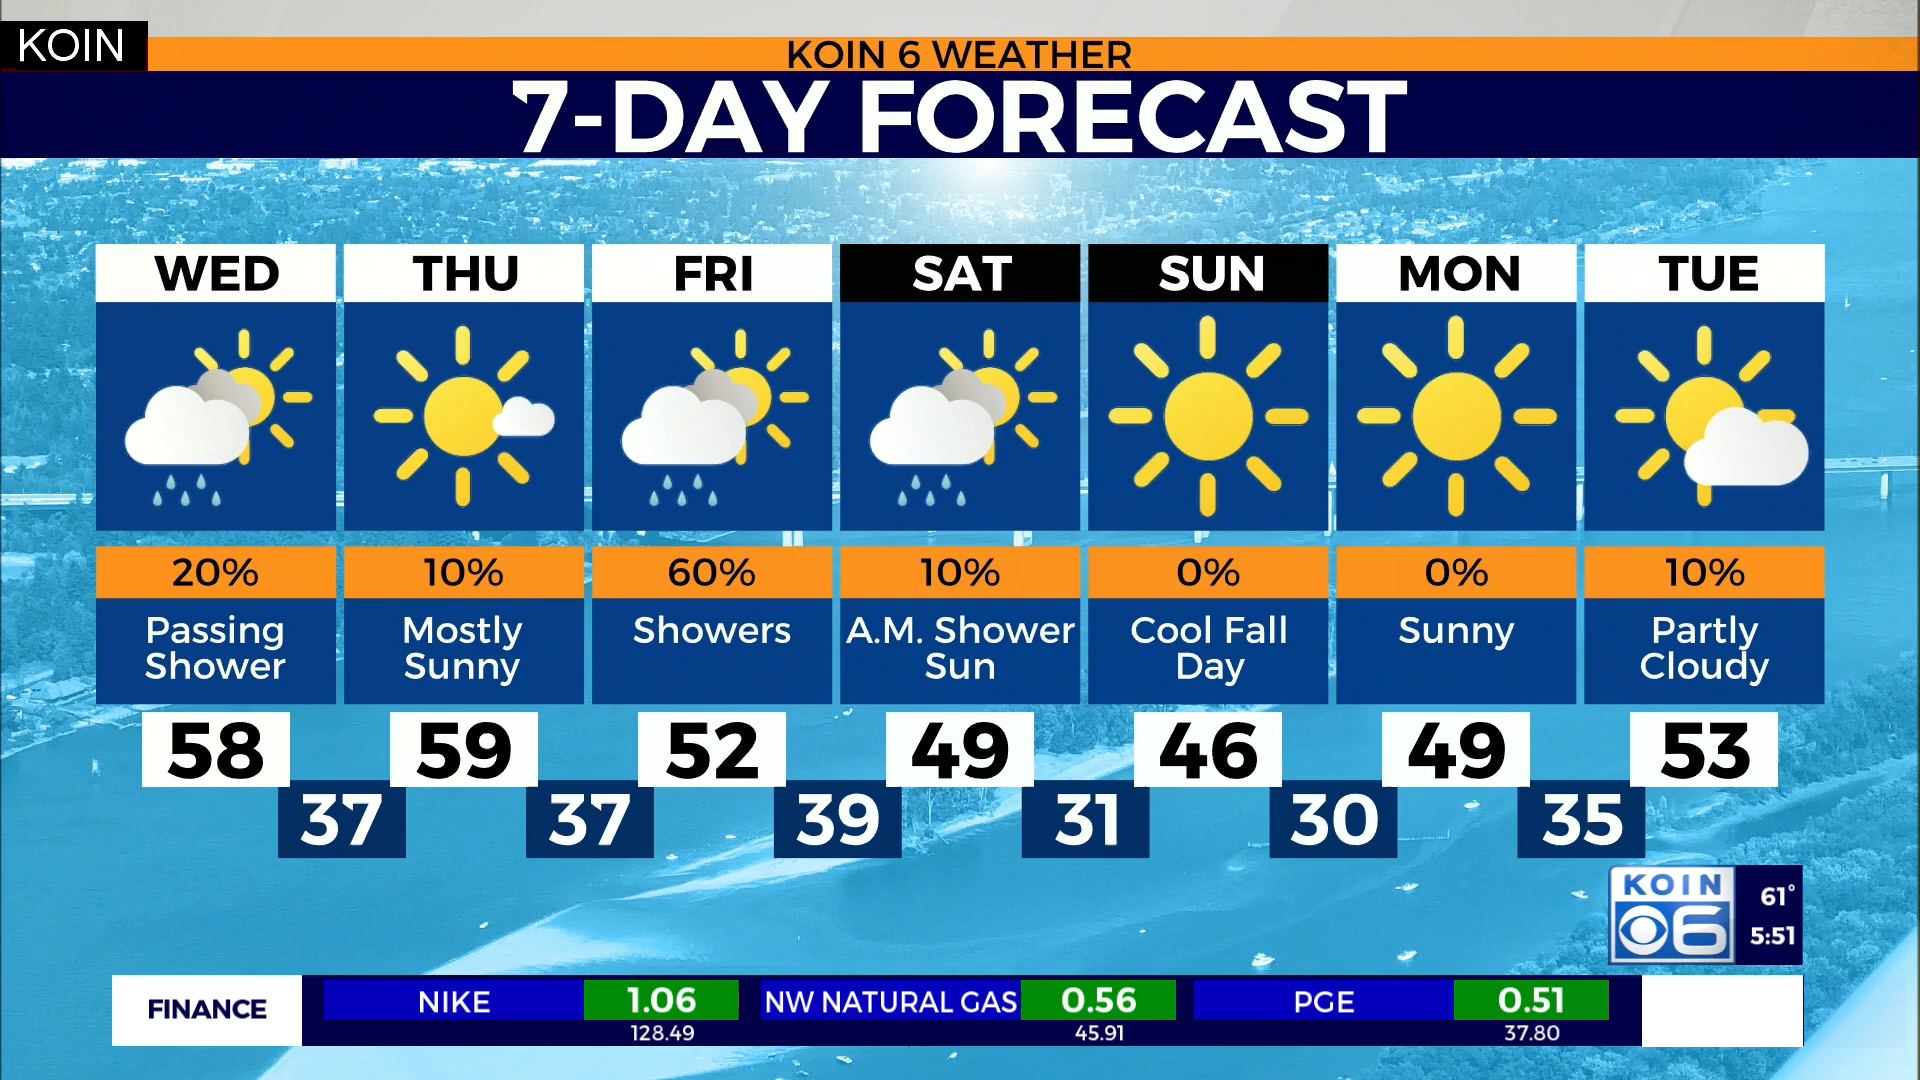 KOIN
KOIN 6 WEATHER
7-DAY FORECAST
WED THU FRI SAT SUN MON TUE
20% 10% 60% 10% 0% 0% 10%
Passing Mostly Showers A.M. Shower Cool Fall Sunny Partly
Shower Sunny Sun Day Cloudy
58 59 52 49 46 49 53
37 37 39 31 30 35
KOIN
6
61°
5:51
FINANCE
NIKE 1.06 NW NATURAL GAS 0.56 PGE 0.51
128.49 45.91 37.80